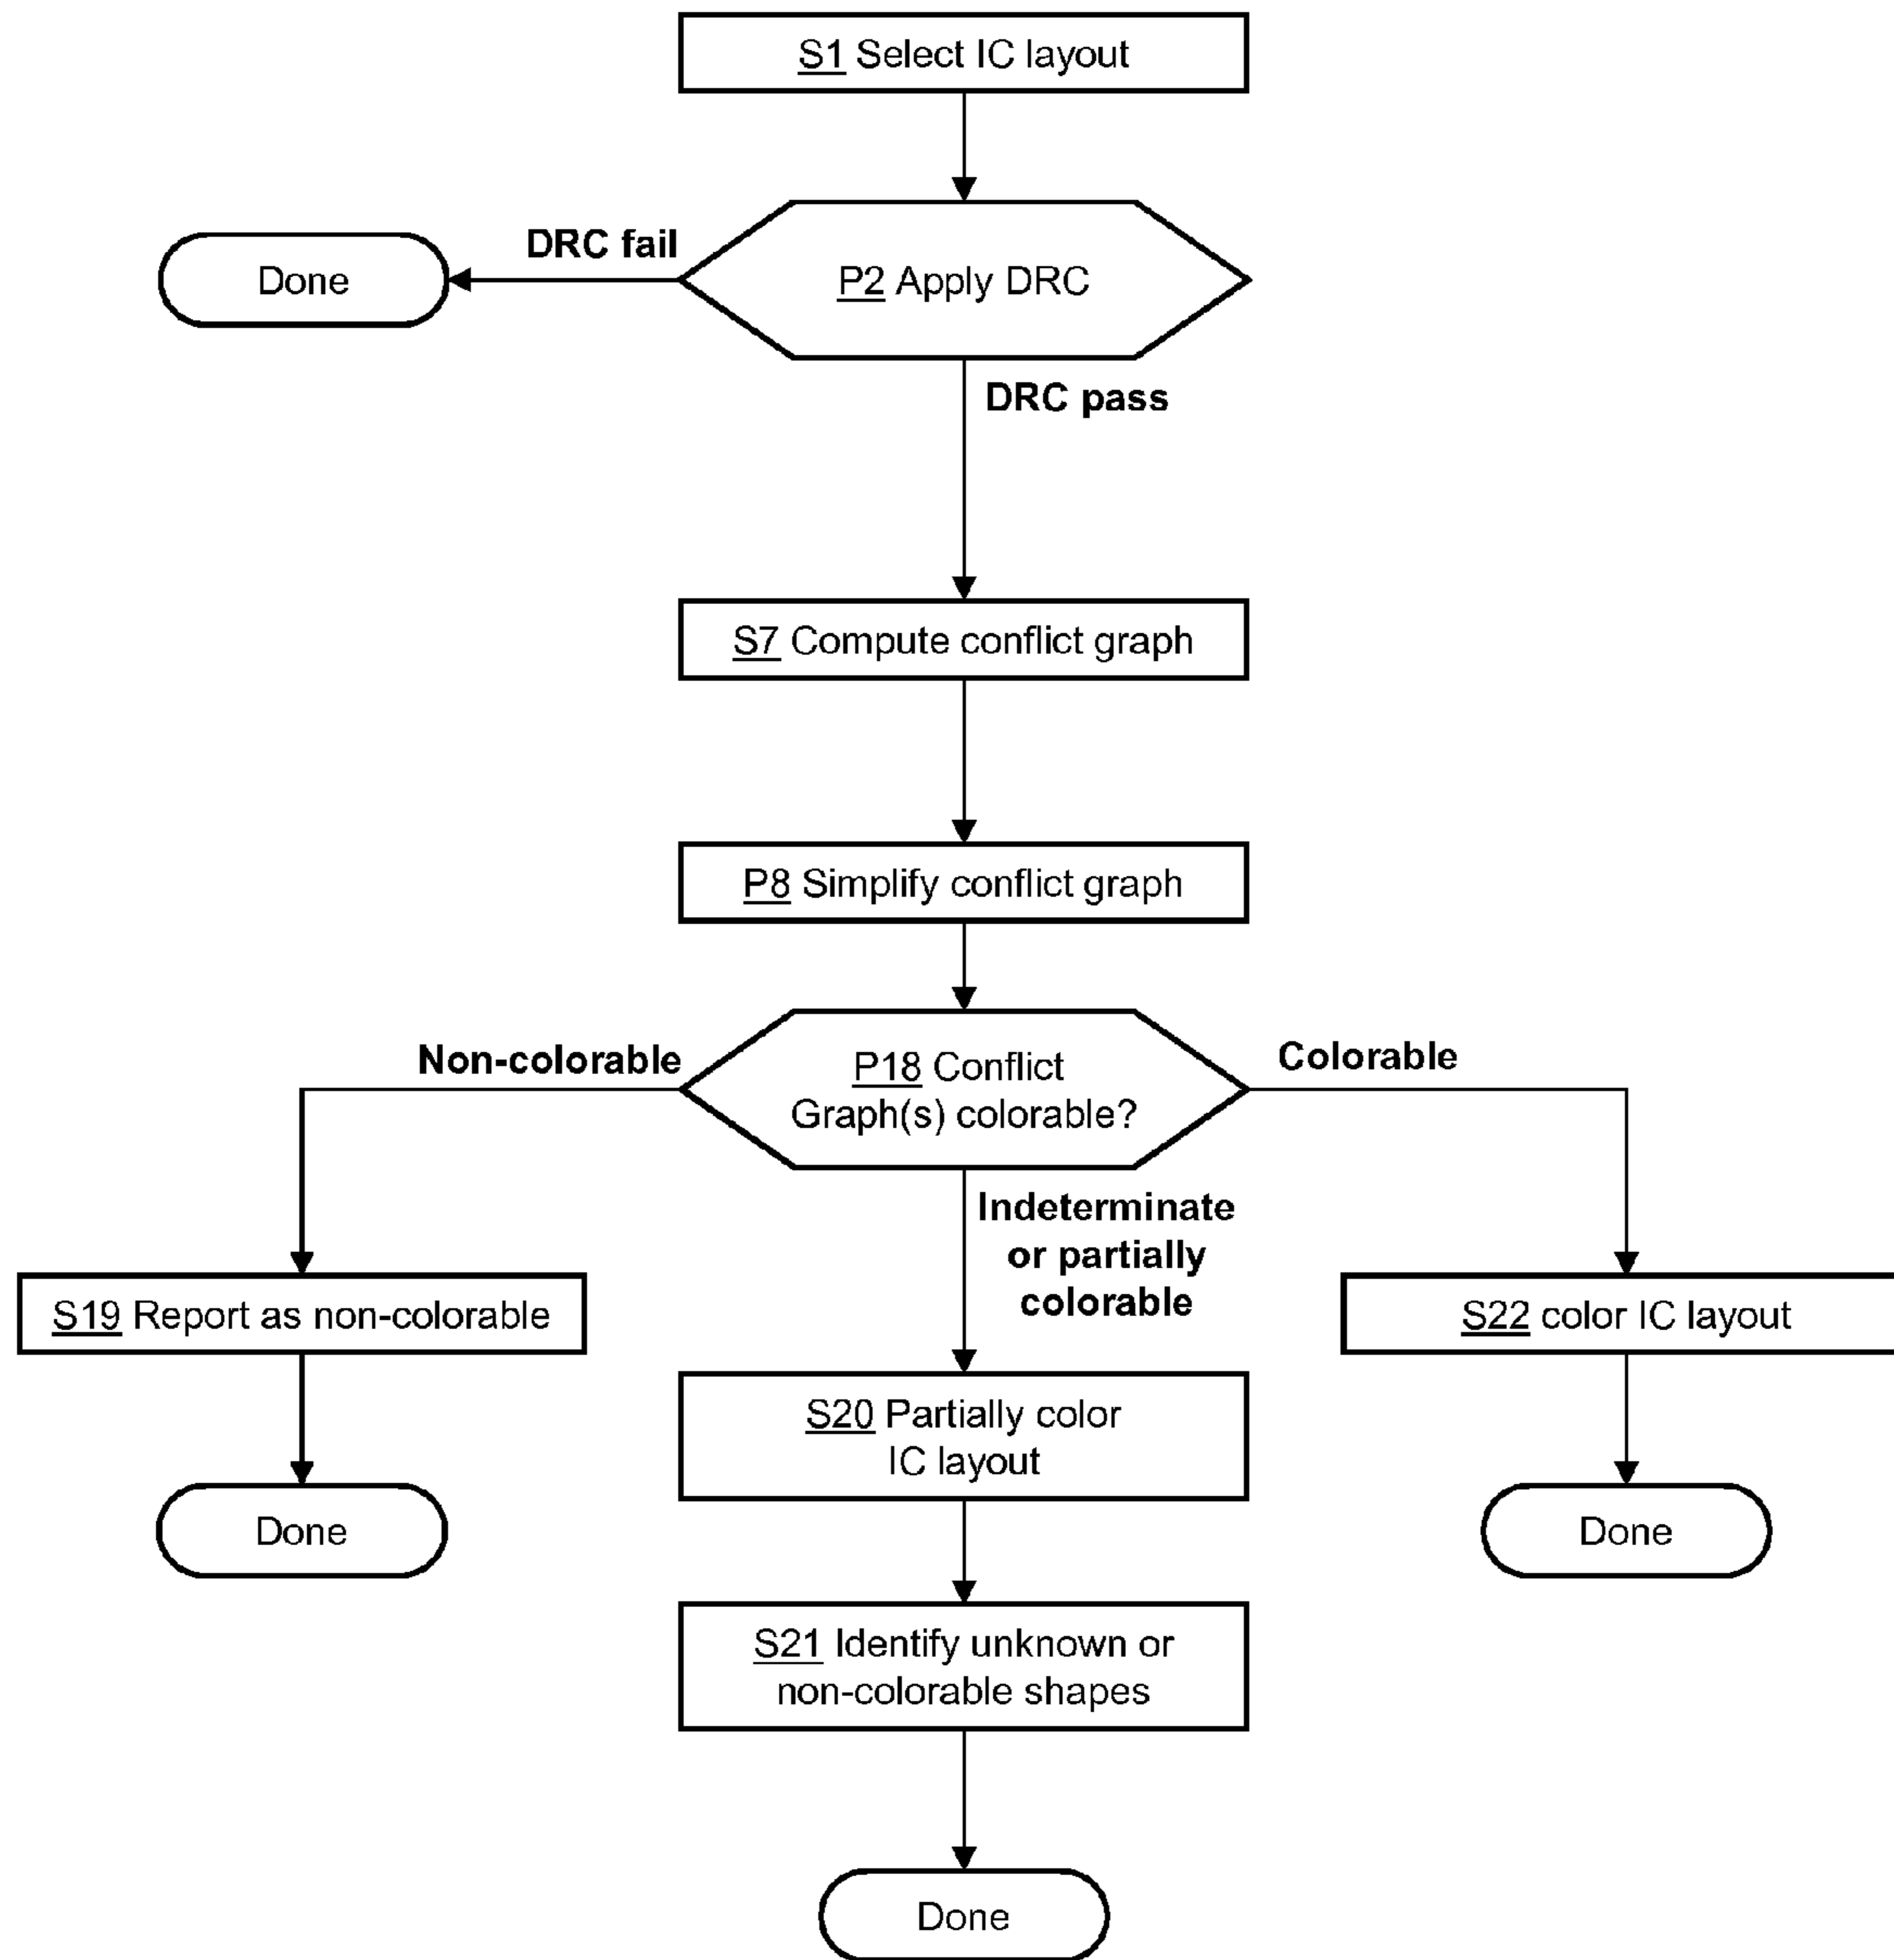 S1 Select IC layout
DRC fail
Done
P2 Apply DRC
DRC pass
S7 Compute conflict graph
P8 Simplify conflict graph
Non-colorable
P18 Conflict
Graph(s) colorable?
Colorable
Indeterminate
or partially
colorable
S19 Report as non-colorable
S22 color IC layout
S20 Partially color
IC layout
Done
Done
S21 Identify unknown or
non-colorable shapes
Done